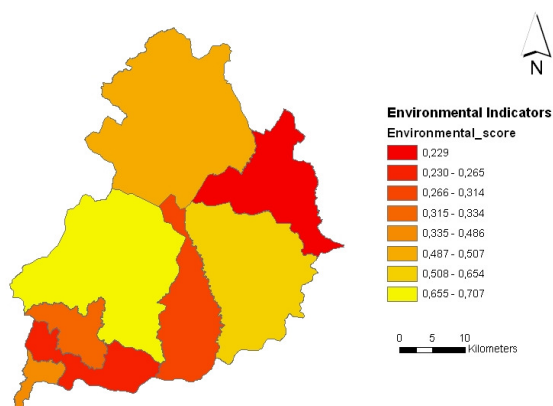 N
Environmental Indicators
Environmental_score
0,229
0,230 - 0,265
0,266 - 0,314
0,315 - 0,334
0,335 - 0,486
0,487 - 0,507
0,508 - 0,654
0,655 - 0,707
0 5 10
Kilometers